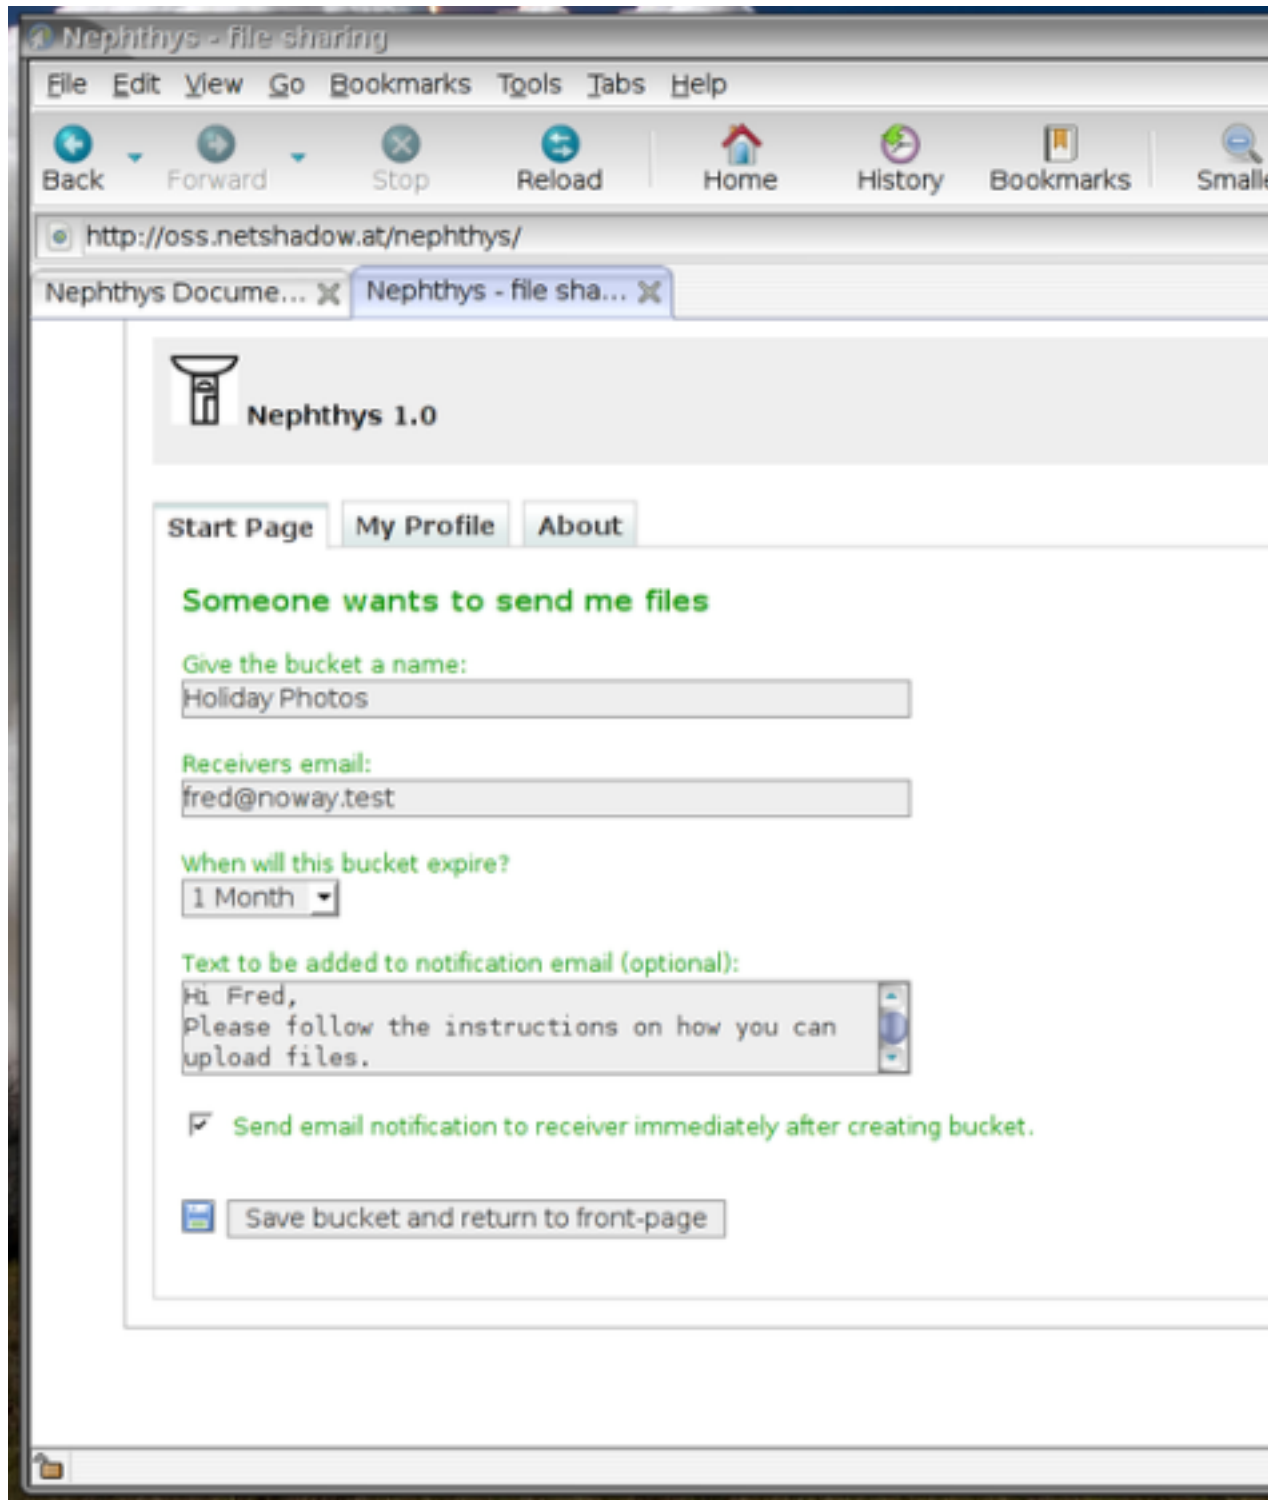 Nephthys - file sharing
File Edit View Go Bookmarks Tools Tabs Help
Back Forward Stop Reload Home History Bookmarks Smalle
http://oss.netshadow.at/nephthys/
Nephthys Docume... Nephthys - file sha...
Nephthys 1.0
Start Page My Profile About
Someone wants to send me files
Give the bucket a name:
Holiday Photos
Receivers email:
fred@noway.test
When will this bucket expire?
1 Month
Text to be added to notification email (optional):
Hi Fred,
Please follow the instructions on how you can
upload files.
Send email notification to receiver immediately after creating bucket.
Save bucket and return to front-page